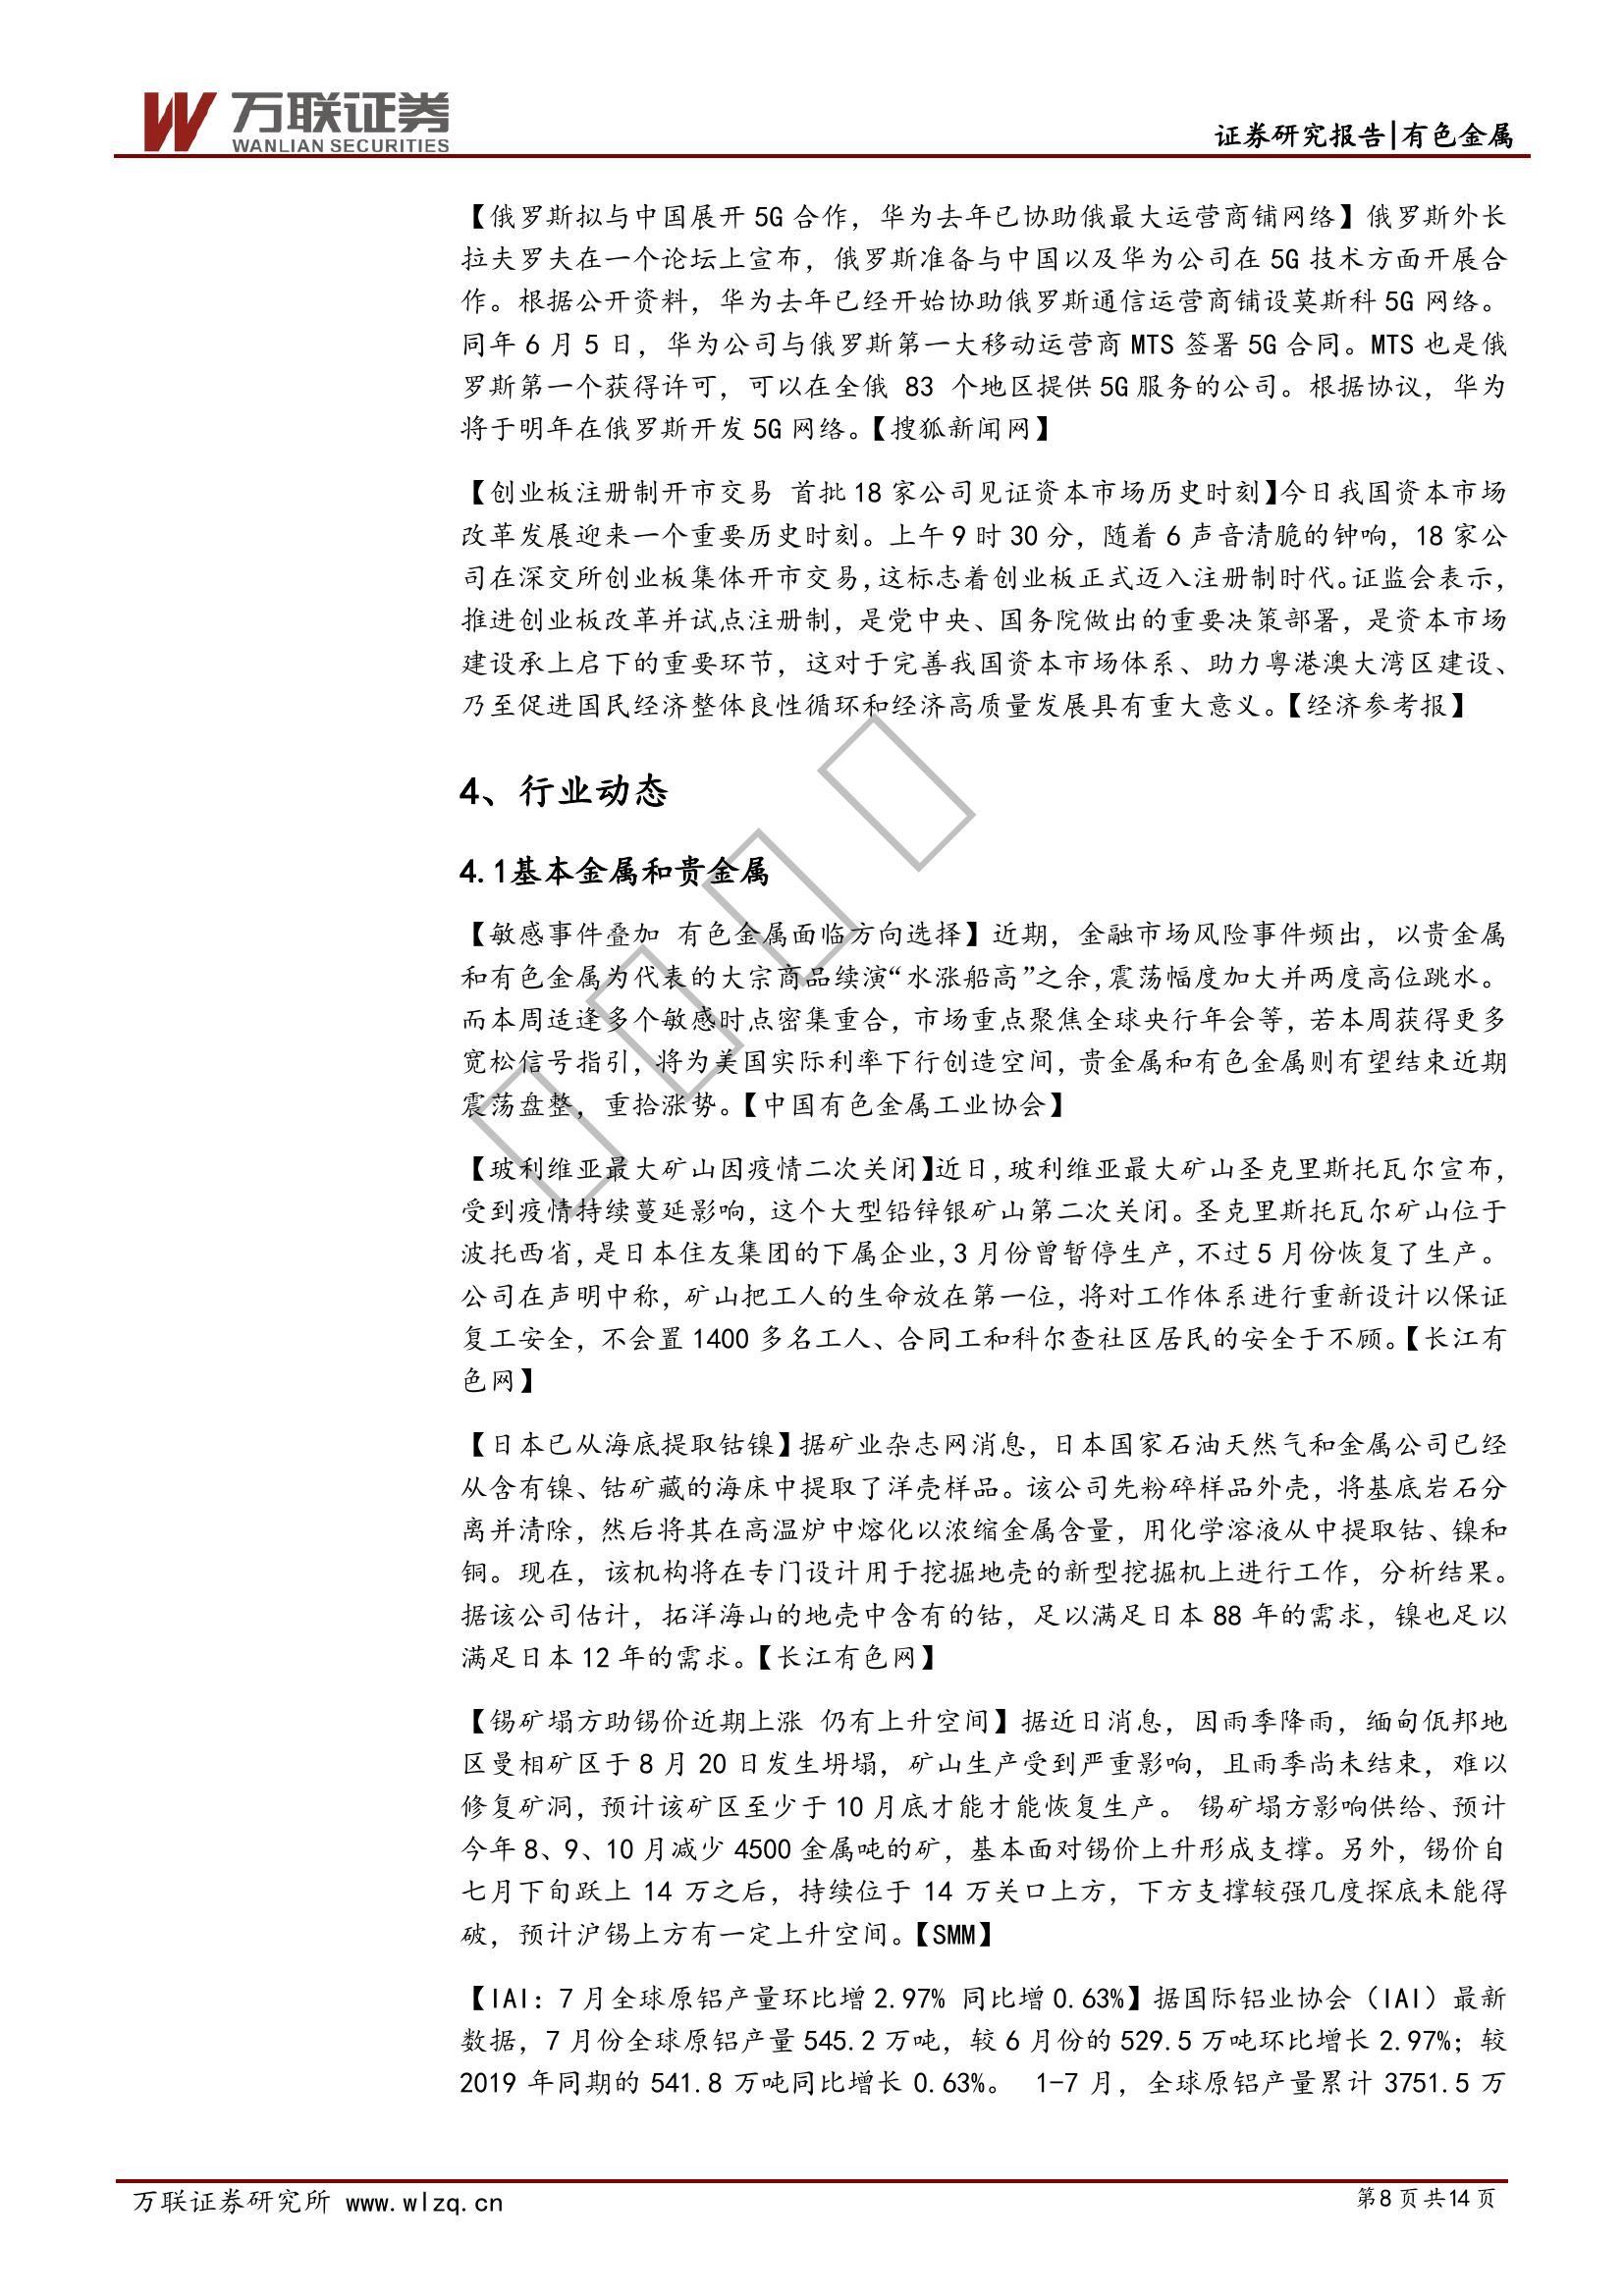 万联证券
WANLIAN SECURITIES
证券研究报告|有色金属
【俄罗斯拟与中国展开 5G 合作，华为去年已协助俄最大运营商铺网络】俄罗斯外长
拉夫罗夫在一个论坛上宣布，俄罗斯准备与中国以及华为公司在 5G 技术方面开展合
作。根据公开资料，华为去年已经开始协助俄罗斯通信运营商铺设莫斯科 5G 网络。
同年 6 月 5 日，华为公司与俄罗斯第一大移动运营商 MTS 签署 5G 合同。MTS 也是俄
罗斯第一个获得许可，可以在全俄 83 个地区提供 5G 服务的公司。根据协议，华为
将于明年在俄罗斯开发 5G 网络。【搜狐新闻网】
【创业板注册制开市交易 首批 18 家公司见证资本市场历史时刻】今日我国资本市场
改革发展迎来一个重要历史时刻。上午 9 时 30 分，随着 6 声音清脆的钟响，18 家公
司在深交所创业板集体开市交易，这标志着创业板正式迈入注册制时代。证监会表示，
推进创业板改革并试点注册制，是党中央、国务院做出的重要决策部署，是资本市场
建设承上启下的重要环节，这对于完善我国资本市场体系、助力粤港澳大湾区建设、
乃至促进国民经济整体良性循环和经济高质量发展具有重大意义。【经济参考报】
4、行业动态
4.1基本金属和贵金属
【敏感事件叠加 有色金属面临方向选择】近期，金融市场风险事件频出，以贵金属
和有色金属为代表的大宗商品续演“水涨船高”之余，震荡幅度加大并两度高位跳水。
而本周适逢多个敏感时点密集重合，市场重点聚焦全球央行年会等，若本周获得更多
宽松信号指引，将为美国实际利率下行创造空间，贵金属和有色金属则有望结束近期
震荡盘整，重拾涨势。【中国有色金属工业协会】
【玻利维亚最大矿山因疫情二次关闭】近日，玻利维亚最大矿山圣克里斯托瓦尔宣布，
受到疫情持续蔓延影响，这个大型铅锌银矿山第二次关闭。圣克里斯托瓦尔矿山位于
波托西省，是日本住友集团的下属企业，3 月份曾暂停生产，不过 5 月份恢复了生产。
公司在声明中称，矿山把工人的生命放在第一位，将对工作体系进行重新设计以保证
复工安全，不会置 1400 多名工人、合同工和科尔查社区居民的安全于不顾。【长江有
色网】
【日本已从海底提取钴镍】据矿业杂志网消息，日本国家石油天然气和金属公司已经
从含有镍、钴矿藏的海床中提取了洋壳样品。该公司先粉碎样品外壳，将基底岩石分
离并清除，然后将其在高温炉中熔化以浓缩金属含量，用化学溶液从中提取钴、镍和
铜。现在，该机构将在专门设计用于挖掘地壳的新型挖掘机上进行工作，分析结果。
据该公司估计，拓洋海山的地壳中含有的钴，足以满足日本 88 年的需求，镍也足以
满足日本 12 年的需求。【长江有色网】
【锡矿塌方助锡价近期上涨 仍有上升空间】据近日消息，因雨季降雨，缅甸佤邦地
区曼相矿区于 8 月 20 日发生坍塌，矿山生产受到严重影响，且雨季尚未结束，难以
修复矿洞，预计该矿区至少于 10 月底才能才能恢复生产。 锡矿塌方影响供给、预计
今年 8、9、10 月减少 4500 金属吨的矿，基本面对锡价上升形成支撑。另外，锡价自
七月下旬跃上 14 万之后，持续位于 14 万关口上方，下方支撑较强几度探底未能得
破，预计沪锡上方有一定上升空间。【SMM】
【IAI：7 月全球原铝产量环比增 2.97% 同比增 0.63%】据国际铝业协会（IAI）最新
数据，7 月份全球原铝产量 545.2 万吨，较 6 月份的 529.5 万吨环比增长 2.97%；较
2019 年同期的 541.8 万吨同比增长 0.63%。 1-7 月，全球原铝产量累计 3751.5 万
万联证券研究所 www.wlzq.cn
第8页共14页